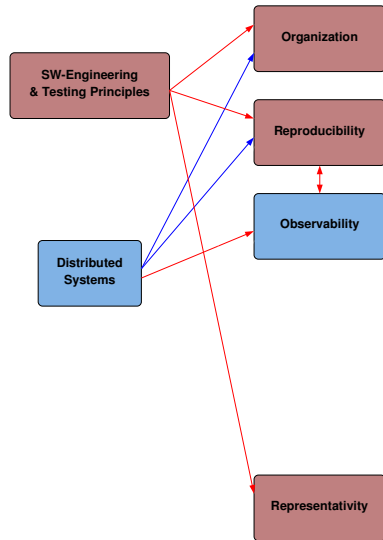 Organization
SW-Engineering
& Testing Principles
Reproducibility
Observability
Distributed
Systems
Representativity